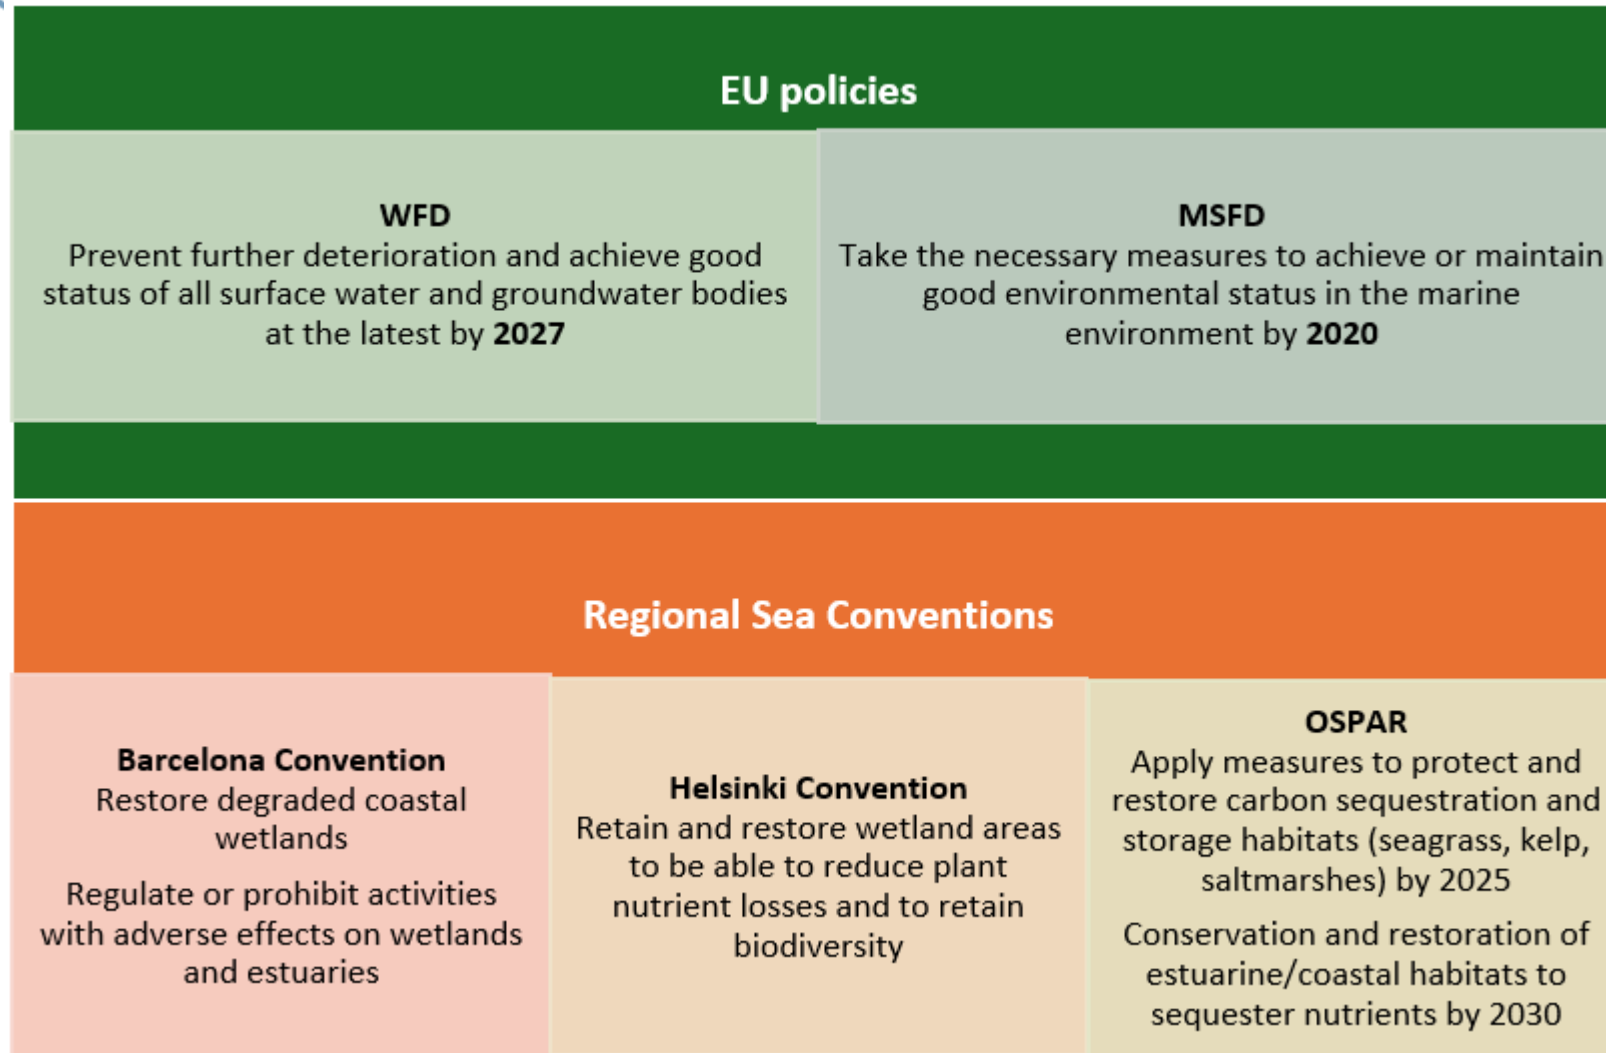 EU policies
WFD
Prevent further deterioration and achieve good
status of all surface water and groundwater bodies
at the latest by 2027
MSFD
Take the necessary measures to achieve or maintain
good environmental status in the marine
environment by 2020
Regional Sea Conventions
Barcelona Convention
Restore degraded coastal
wetlands
Regulate or prohibit activities
with adverse effects on wetlands
and estuaries
Helsinki Convention
Retain and restore wetland areas
to be able to reduce plant
nutrient losses and to retain
biodiversity
OSPAR
Apply measures to protect and
restore carbon sequestration and
storage habitats (seagrass, kelp,
saltmarshes) by 2025
Conservation and restoration of
estuarine/coastal habitats to
sequester nutrients by 2030